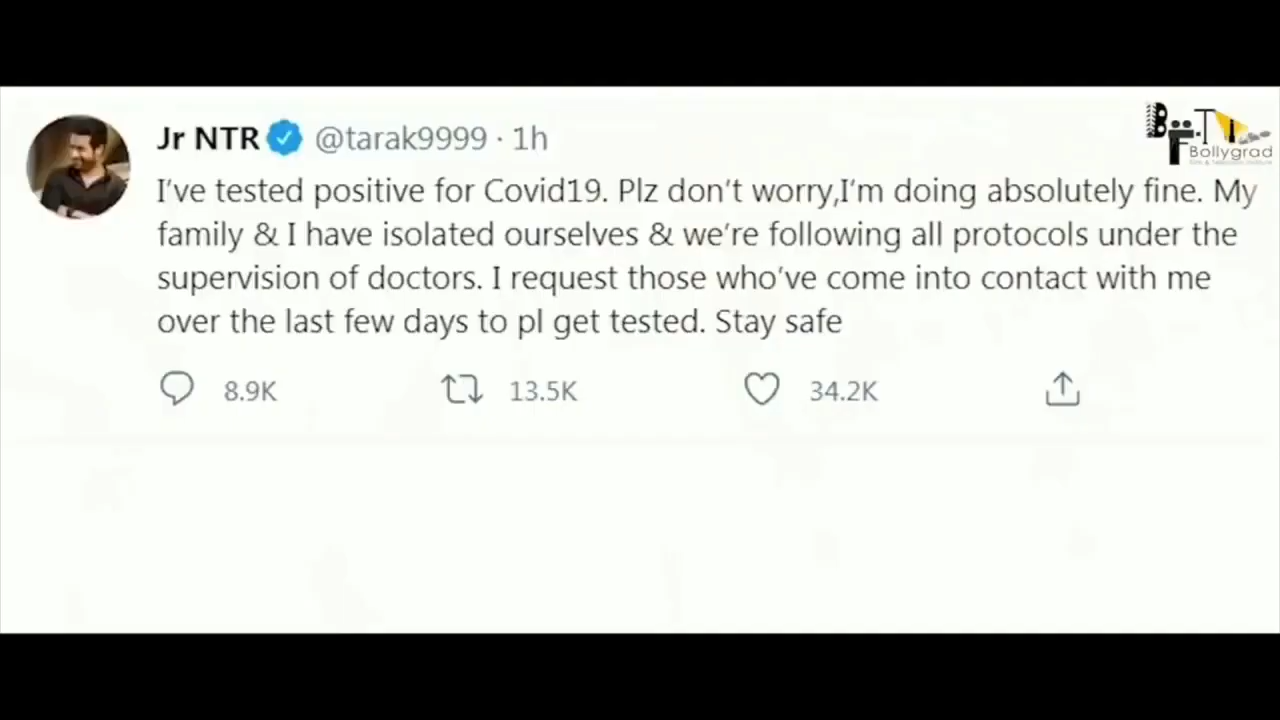 Jr NTR @tarak9999 · 1h
I've tested positive for Covid19. Plz don't worry,I'm doing absolutely fine. My
family & I have isolated ourselves & we're following all protocols under the
supervision of doctors. I request those who've come into contact with me
over the last few days to pl get tested. Stay safe
8.9K 13.5K 34.2K
B
F T I
Bollygrad